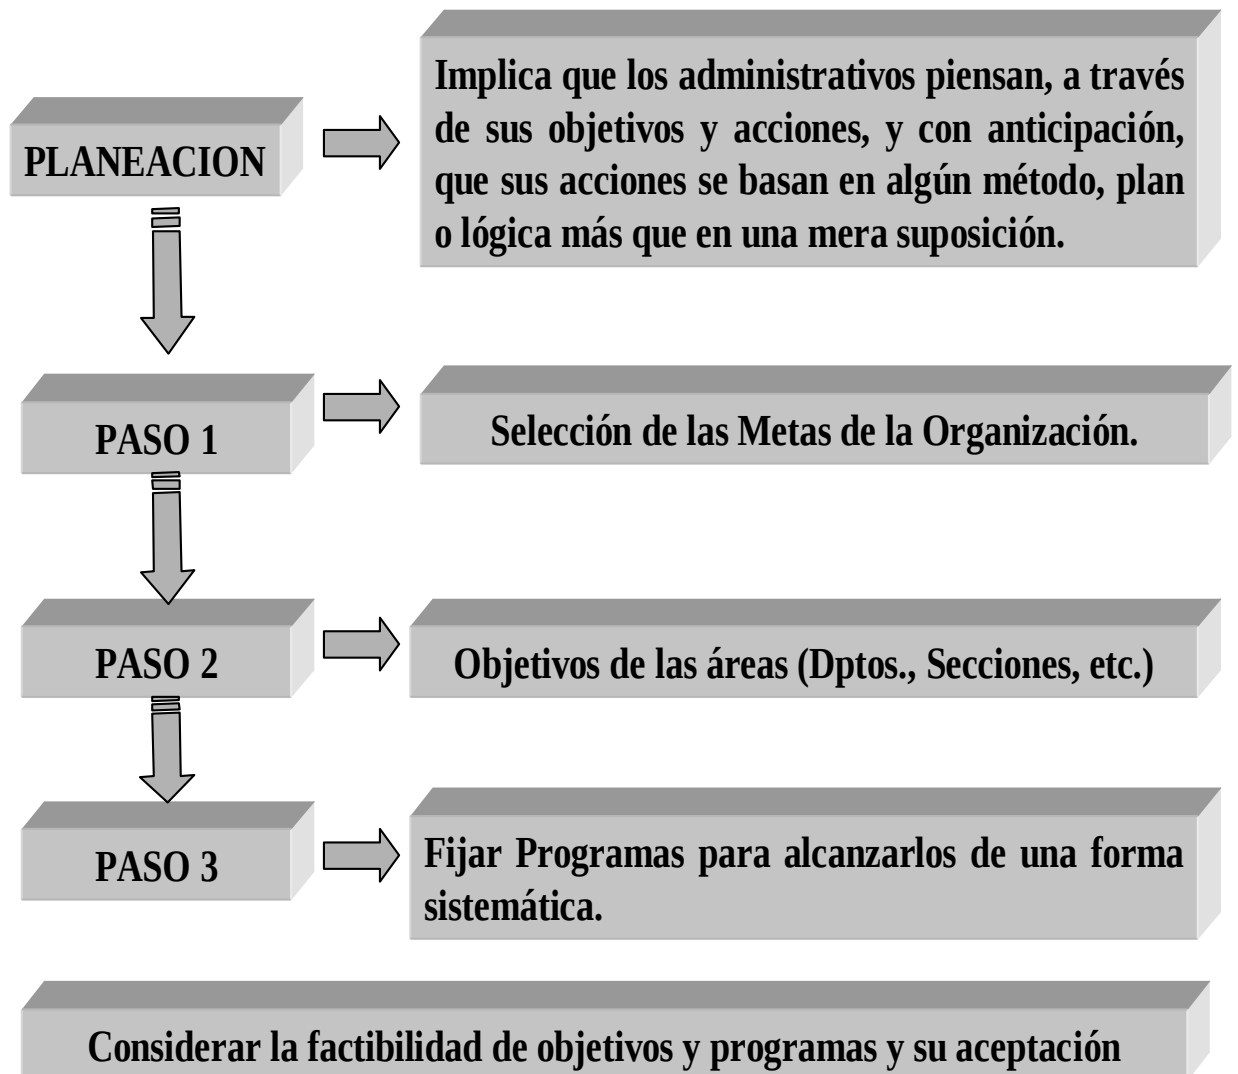 PLANEACION
Implica que los administrativos piensan, a través
de sus objetivos y acciones, y con anticipación,
que sus acciones se basan en algún método, plan
o lógica más que en una mera suposición.
PASO 1
Selección de las Metas de la Organización.
PASO 2
Objetivos de las áreas (Dptos., Secciones, etc.)
PASO 3
Fijar Programas para alcanzarlos de una forma
sistemática.
Considerar la factibilidad de objetivos y programas y su aceptación